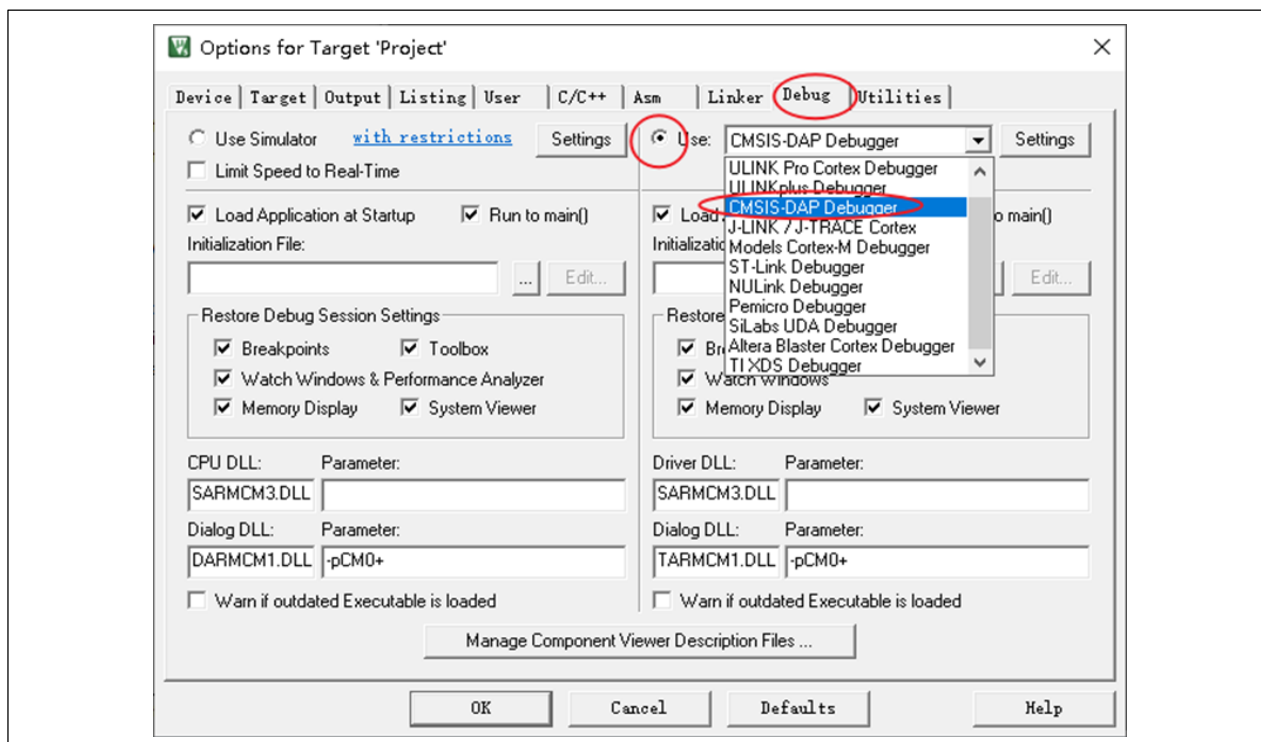 Options for Target 'Project'
Device Target Output Listing User C/C++ Asm Linker Debug Utilities
Use Simulator with restrictions Settings
Limit Speed to Real-Time
Load Application at Startup Run to main()
Initialization File:
... Edit...
Restore Debug Session Settings
Breakpoints Toolbox
Watch Windows & Performance Analyzer
Memory Display System Viewer
CPU DLL: Parameter:
SARMCM3.DLL
Dialog DLL: Parameter:
DARMCM1.DLL -pCM0+
Warn if outdated Executable is loaded
Use: CMSIS-DAP Debugger Settings
ULINK Pro Cortex Debugger
ULINKplus Debugger
CMSIS-DAP Debugger
J-LINK / J-TRACE Cortex
Models Cortex-M Debugger
ST-Link Debugger
NULink Debugger
Pemicro Debugger
SiLabs UDA Debugger
Altera Blaster Cortex Debugger
TI XDS Debugger
Load o main()
Edit...
Restore
Watch Windows
Memory Display System Viewer
Driver DLL: Parameter:
SARMCM3.DLL
Dialog DLL: Parameter:
TARMCM1.DLL -pCM0+
Warn if outdated Executable is loaded
Manage Component Viewer Description Files ...
OK Cancel Defaults Help